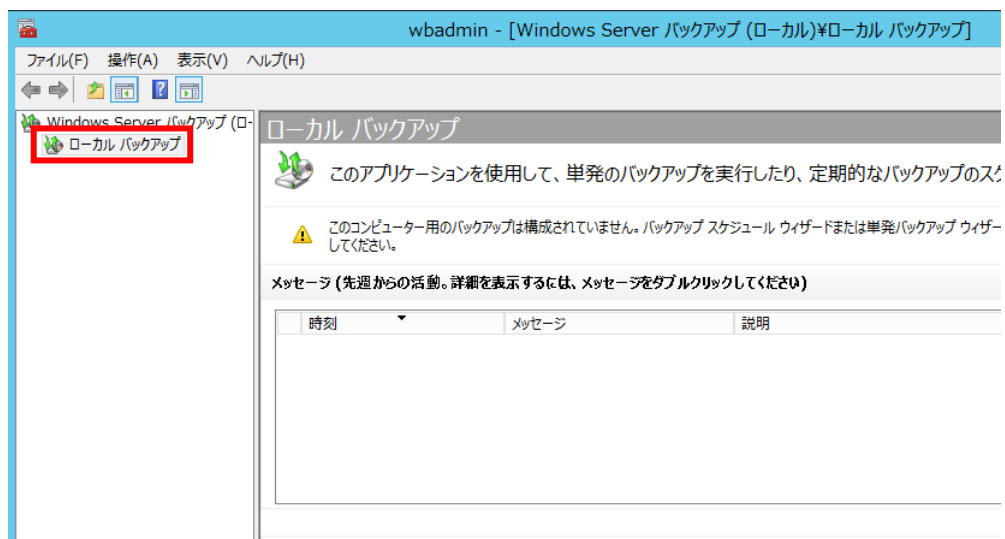 wbadmin - [Windows Server バックアップ (ローカル)¥ローカル バックアップ]
ファイル(F) 操作(A) 表示(V) ヘルプ(H)
Windows Server バックアップ (ロー
ローカル バックアップ
ローカル バックアップ
このアプリケーションを使用して、単発のバックアップを実行したり、定期的なバックアップのスケ
このコンピューター用のバックアップは構成されていません。バックアップ スケジュール ウィザードまたは単発バックアップ ウィザー
してください。
メッセージ (先週からの活動。詳細を表示するには、メッセージをダブルクリックしてください)
時刻 メッセージ 説明